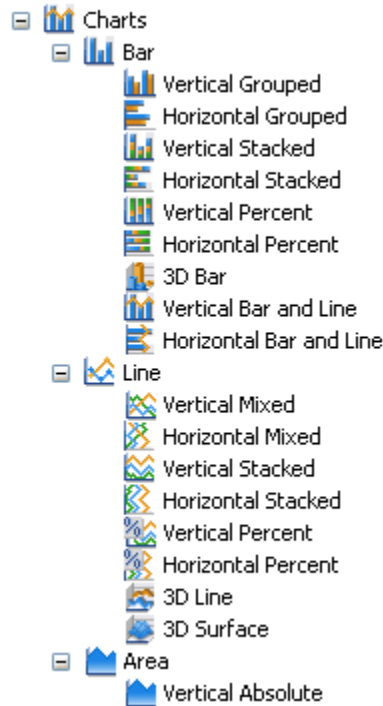 Charts
Bar
Vertical Grouped
Horizontal Grouped
Vertical Stacked
Horizontal Stacked
Vertical Percent
Horizontal Percent
3D Bar
Vertical Bar and Line
Horizontal Bar and Line
Line
Vertical Mixed
Horizontal Mixed
Vertical Stacked
Horizontal Stacked
Vertical Percent
Horizontal Percent
3D Line
3D Surface
Area
Vertical Absolute